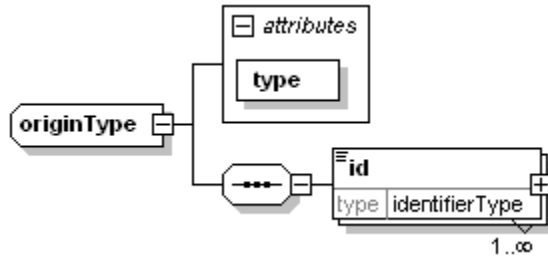 attributes
type
originType
id
type identifierType
1..∞